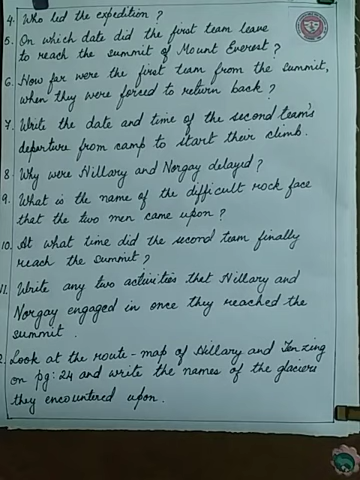 4. Who led the expedition ?
5. On which date did the first team leave
to reach the summit of Mount Everest ?
6. How far were the first team from the summit,
when they were forced to return back ?
7. Write the date and time of the second team's
departure from camp to start their climb.
8. Why were Hillary and Norgay delayed ?
9. What is the name of the difficult rock face
that the two men came upon ?
10. At what time did the second team finally
reach the summit ?
11. Write any two activities that Hillary and
Norgay engaged in once they reached the
summit.
2. Look at the route-map of Hillary and Tenzing
on pg: 24 and write the names of the glaciers
they encountered upon.